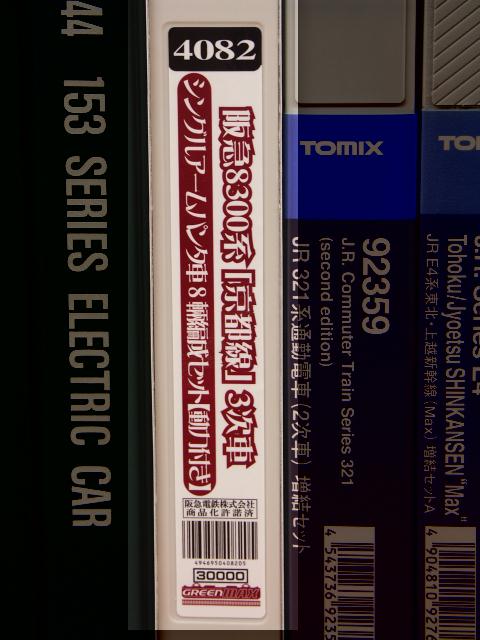 44 153 SERIES ELECTRIC CAR
4082
阪急8300系「京都線」3次車
シングルアームパンタ車8輌編成セット(動力付き)
阪急電鉄株式会社
商品化許諾済
4946950408205
30000
GREENMAX
TOMIX
92359
J.R. Commuter Train Series 321
(second edition)
JR 321系通勤電車(2次車)増結セット
4 543736 9235
Tohoku/Jyoetsu SHINKANSEN "Max"
JR E4系東北・上越新幹線(Max)増結セットA